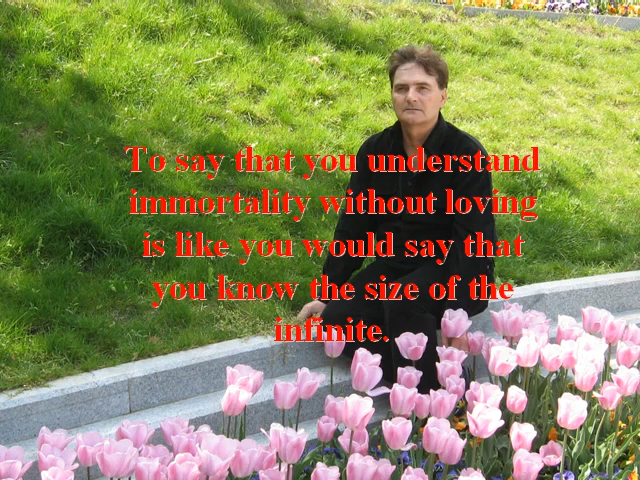 To say that you understand
immortality without loving
is like you would say that
you know the size of the
infinite.